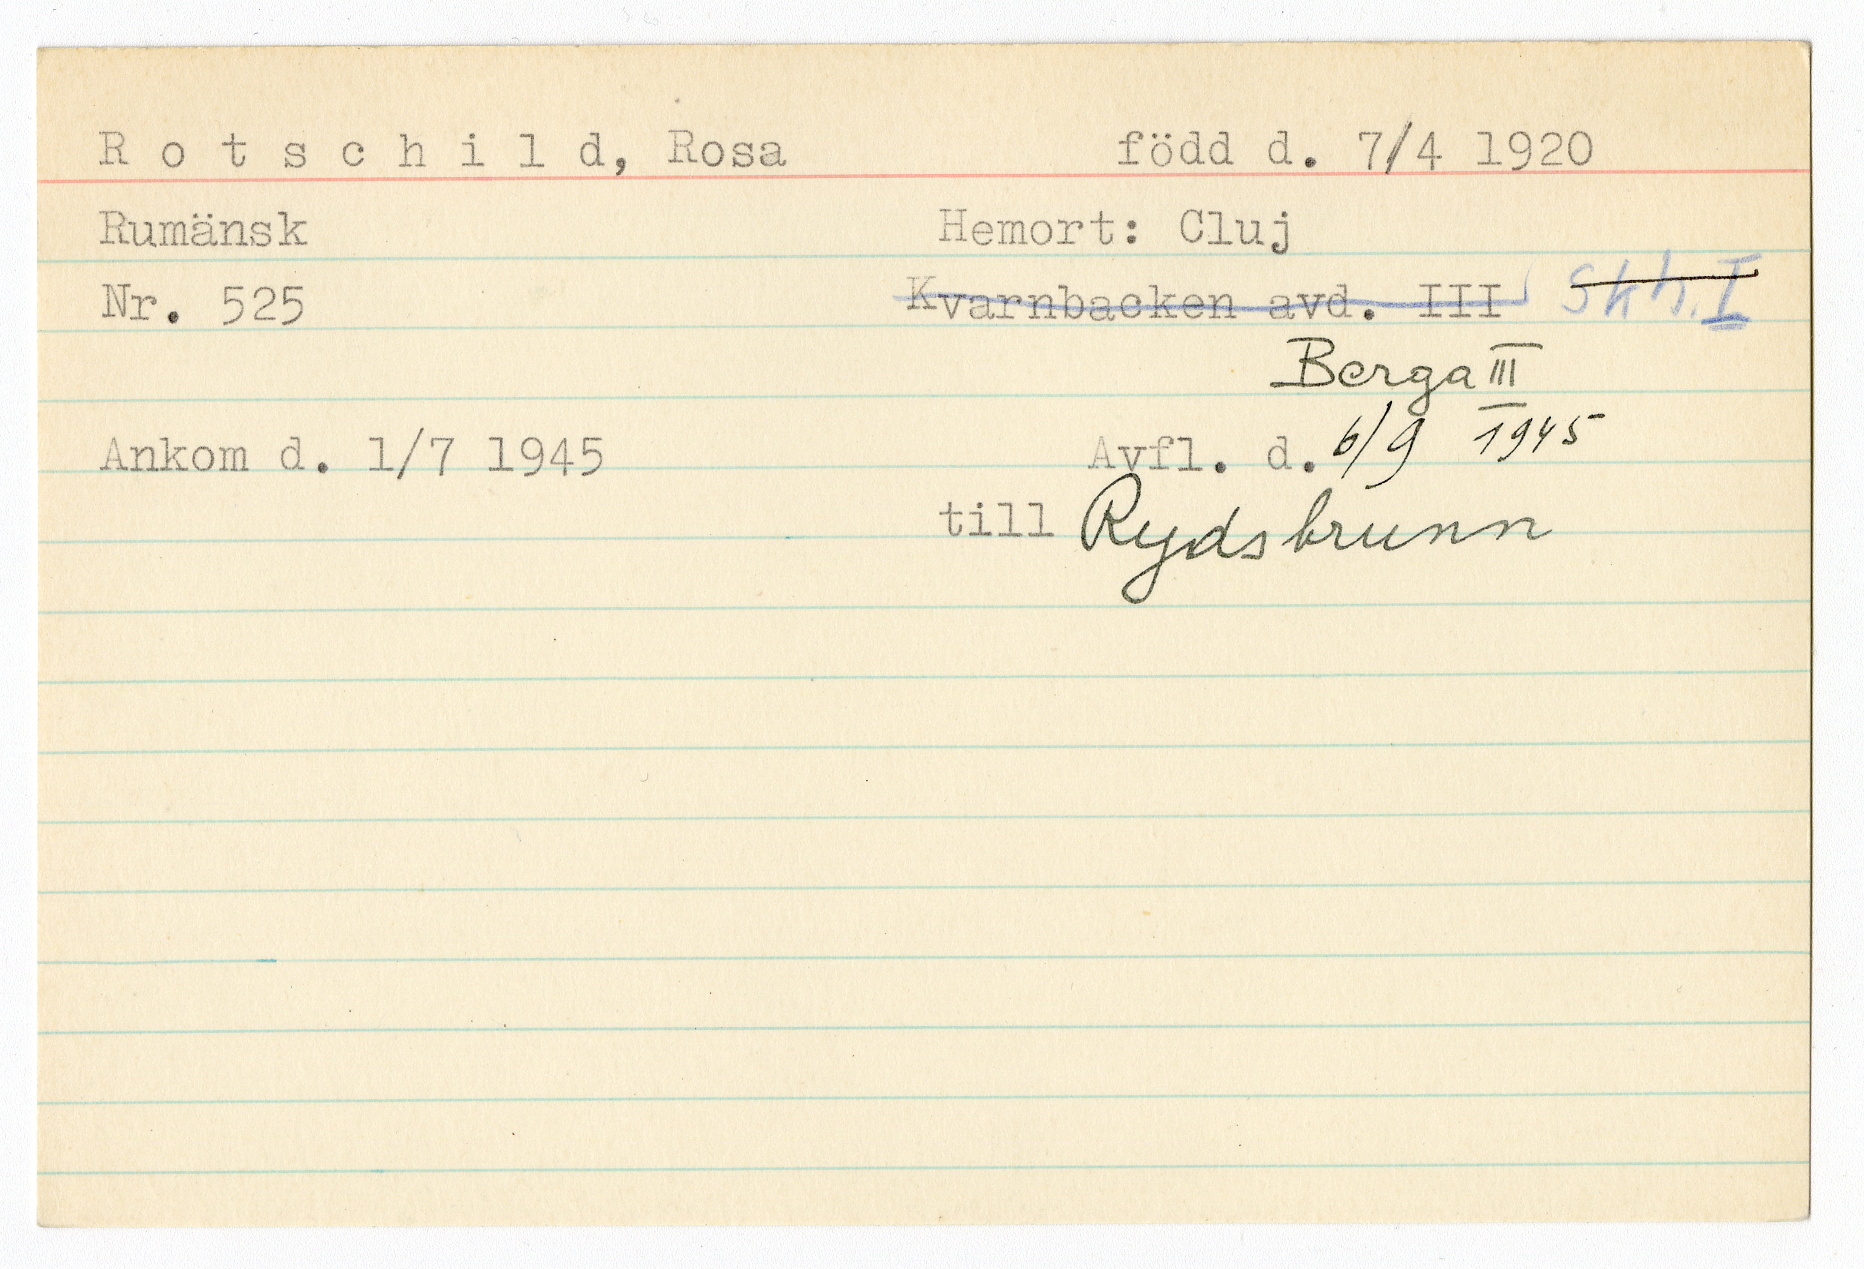 Rotschild, Rosa född d. 7/4 1920
Rumänsk Hemort: Cluj
Nr. 525 Kvarnbacken avd. III Skh. I
Berga III
Ankom d. 1/7 1945 Avfl. d. 6/9 1945
till Rydsbrunn